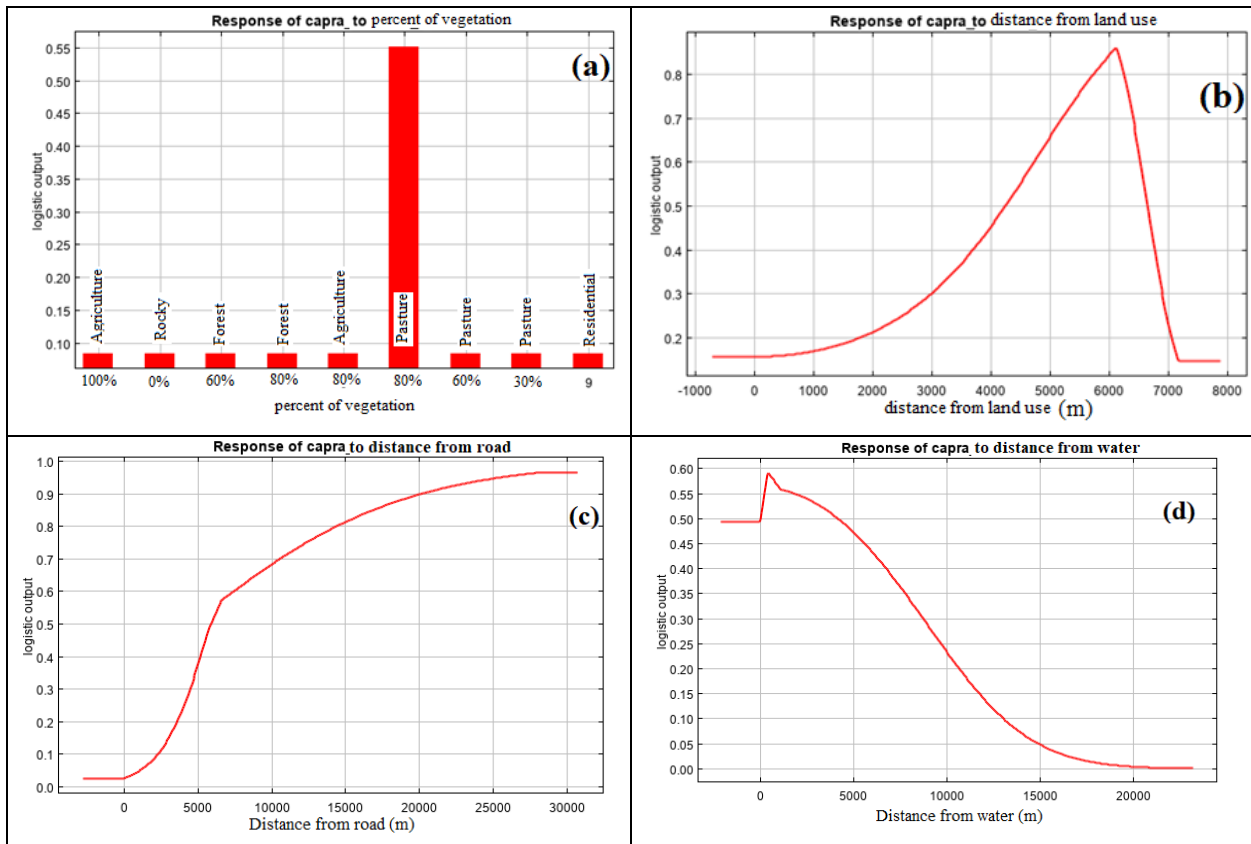 Response of capra_to percent_of vegetation
(a)
logistic output
0.55
0.50
0.45
0.40
0.35
0.30
0.25
0.20
0.15
0.10
Agriculture
Rocky
Forest
Forest
Agriculture
Pasture
Pasture
Pasture
Residential
100% 0% 60% 80% 80% 80% 60% 30% 9
percent of vegetation
Response of capra_to distance from land use
(b)
logistic output
0.8
0.7
0.6
0.5
0.4
0.3
0.2
-1000 0 1000 2000 3000 4000 5000 6000 7000 8000
distance from land use (m)
Response of capra_to distance from road
(c)
logistic output
1.0
0.9
0.8
0.7
0.6
0.5
0.4
0.3
0.2
0.1
0.0
0 5000 10000 15000 20000 25000 30000
Distance from road (m)
Response of capra_to distance from water
(d)
logistic output
0.60
0.55
0.50
0.45
0.40
0.35
0.30
0.25
0.20
0.15
0.10
0.05
0.00
0 5000 10000 15000 20000
Distance from water (m)